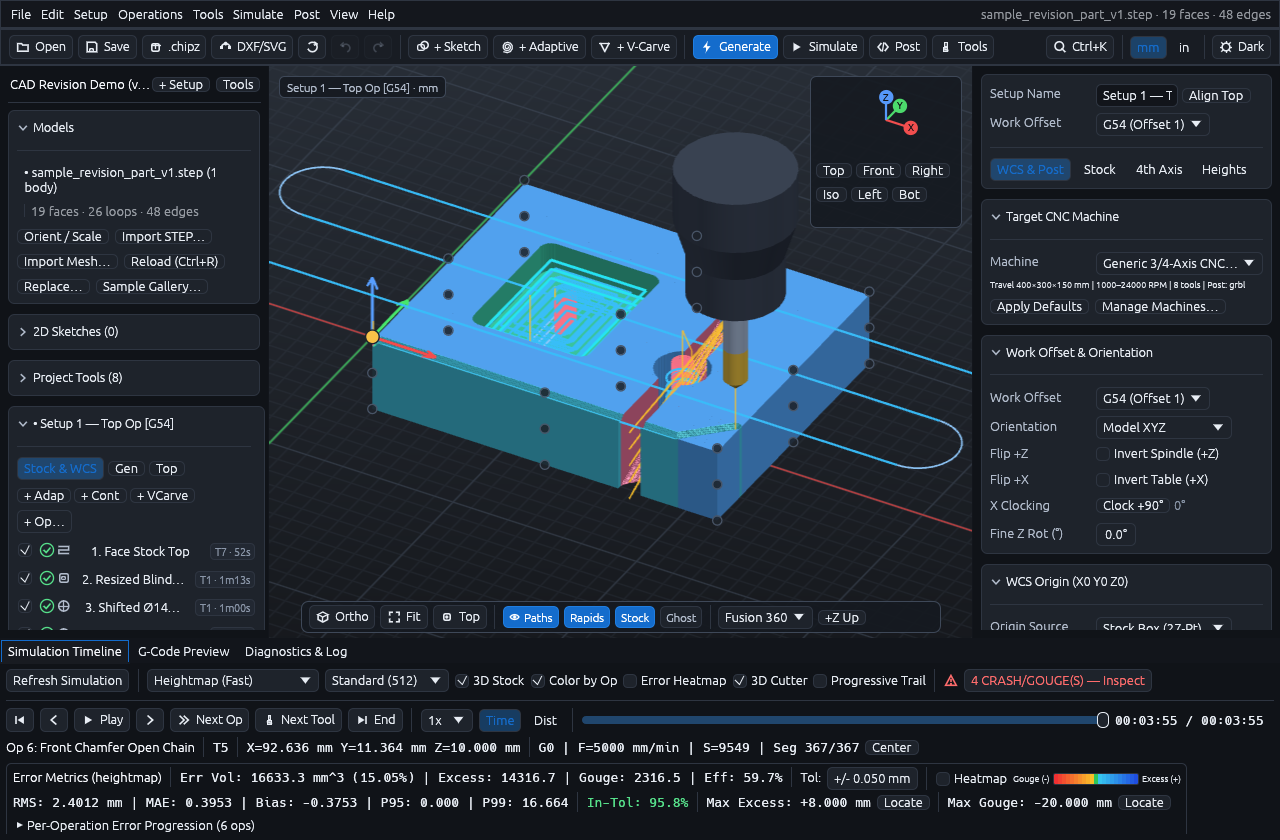 File Edit Setup Operations Tools Simulate Post View Help
sample_revision_part_v1.step · 19 faces · 48 edges
Open Save .chipz DXF/SVG + Sketch + Adaptive + V-Carve Generate Simulate Post Tools Ctrl+K mm in Dark
CAD Revision Demo (v… + Setup Tools
Models
• sample_revision_part_v1.step (1
body)
19 faces · 26 loops · 48 edges
Orient / Scale Import STEP…
Import Mesh… Reload (Ctrl+R)
Replace… Sample Gallery…
2D Sketches (0)
Project Tools (8)
• Setup 1 — Top Op [G54]
Stock & WCS Gen Top
+ Adap + Cont + VCarve
+ Op…
1. Face Stock Top T7 · 52s
2. Resized Blind… T1 · 1m13s
3. Shifted Ø14… T1 · 1m00s
Setup 1 — Top Op [G54] · mm
Z
Y
X
Top Front Right
Iso Left Bot
Ortho Fit Top Paths Rapids Stock Ghost Fusion 360 +Z Up
Setup Name Setup 1 — T Align Top
Work Offset G54 (Offset 1)
WCS & Post Stock 4th Axis Heights
Target CNC Machine
Machine Generic 3/4-Axis CNC…
Travel 400×300×150 mm | 1000–24000 RPM | 8 tools | Post: grbl
Apply Defaults Manage Machines…
Work Offset & Orientation
Work Offset G54 (Offset 1)
Orientation Model XYZ
Flip +Z Invert Spindle (+Z)
Flip +X Invert Table (+X)
X Clocking Clock +90° 0°
Fine Z Rot (°) 0.0°
WCS Origin (X0 Y0 Z0)
Origin Source Stock Box (27-Pt)
Simulation Timeline G-Code Preview Diagnostics & Log
Refresh Simulation Heightmap (Fast) Standard (512) 3D Stock Color by Op Error Heatmap 3D Cutter Progressive Trail 4 CRASH/GOUGE(S) — Inspect
Play Next Op Next Tool End 1x Time Dist 00:03:55 / 00:03:55
Op 6: Front Chamfer Open Chain T5 X=92.636 mm Y=11.364 mm Z=10.000 mm G0 | F=5000 mm/min | S=9549 | Seg 367/367 Center
Error Metrics (heightmap) Err Vol: 16633.3 mm^3 (15.05%) | Excess: 14316.7 | Gouge: 2316.5 | Eff: 59.7% Tol: +/- 0.050 mm Heatmap Gouge (-) Excess (+)
RMS: 2.4012 mm | MAE: 0.3953 | Bias: -0.3753 | P95: 0.000 | P99: 16.664 In-Tol: 95.8% Max Excess: +8.000 mm Locate Max Gouge: -20.000 mm Locate
Per-Operation Error Progression (6 ops)